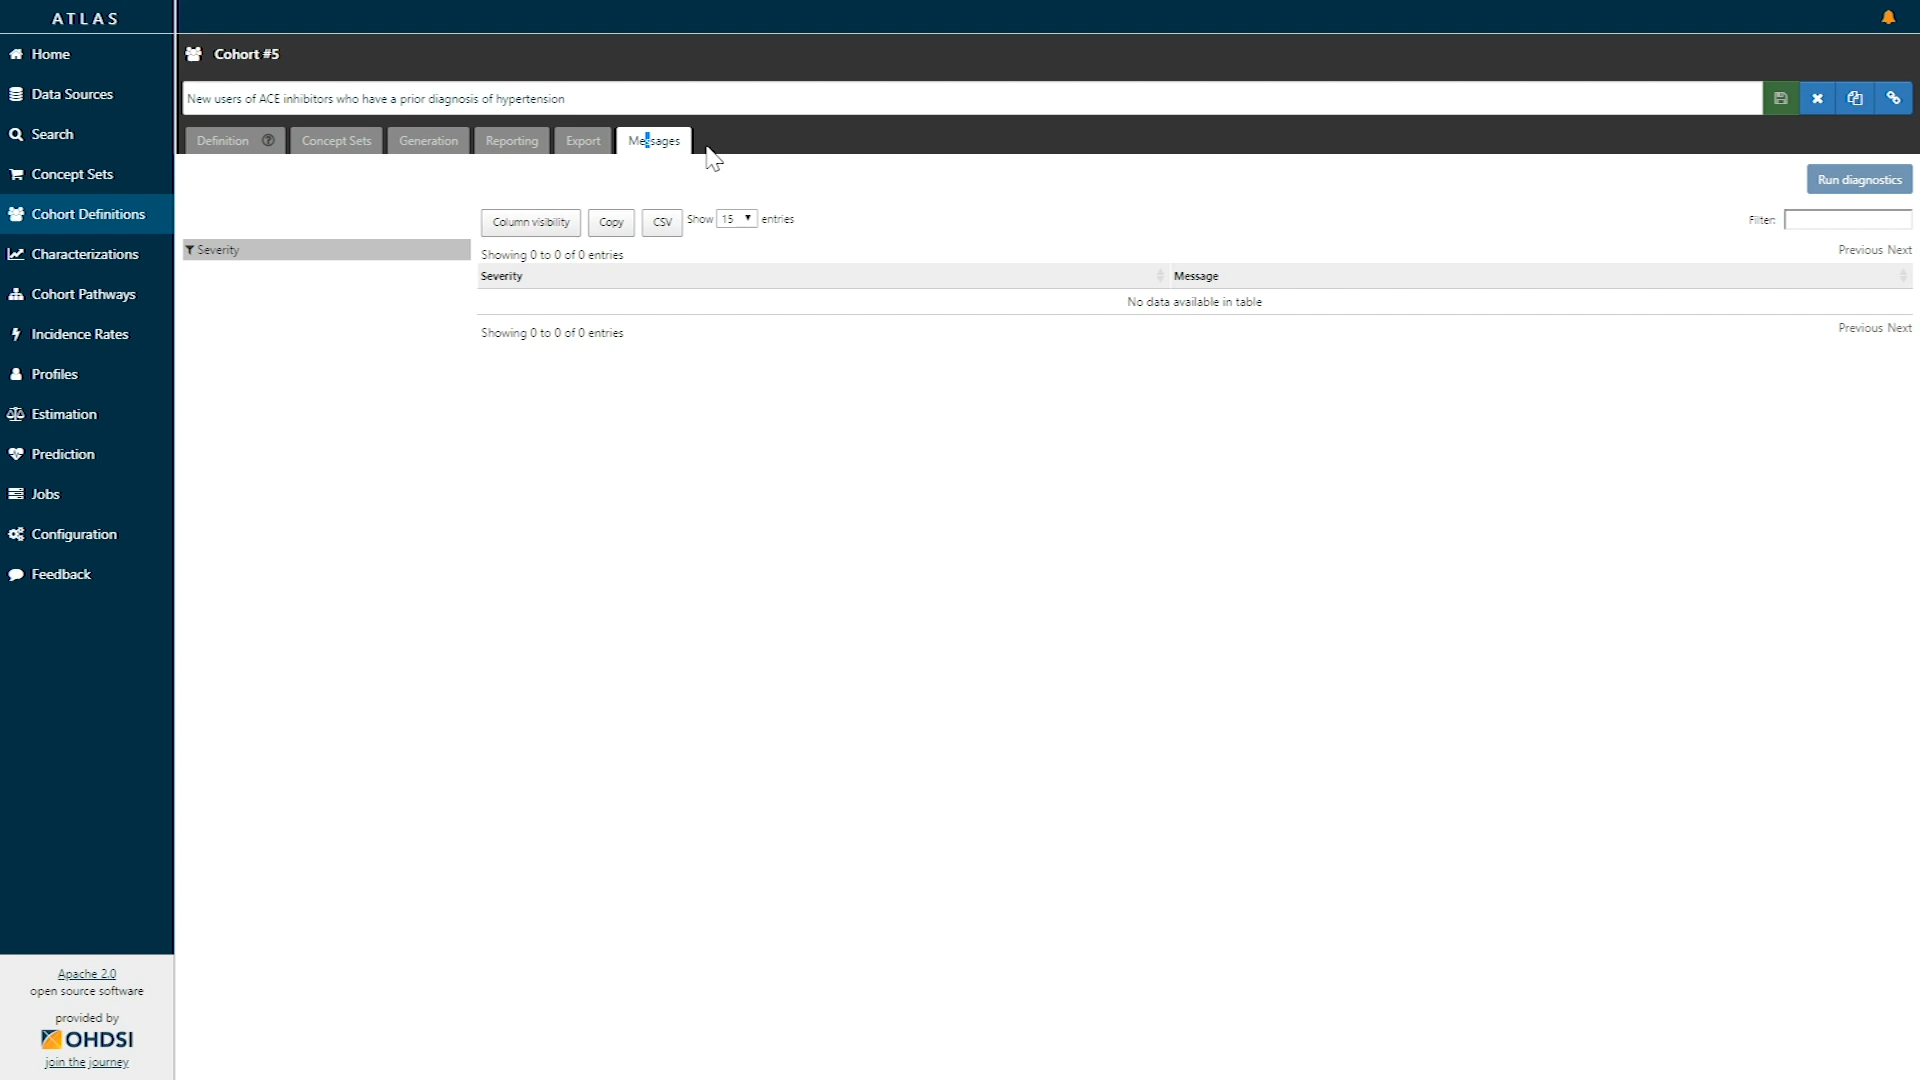 ATLAS
Home
Data Sources
Search
Concept Sets
Cohort Definitions
Characterizations
Cohort Pathways
Incidence Rates
Profiles
Estimation
Prediction
Jobs
Configuration
Feedback
Apache 2.0
open source software
provided by
OHDSI
join the journey
Cohort #5
New users of ACE inhibitors who have a prior diagnosis of hypertension
Definition ? Concept Sets Generation Reporting Export Messages
Run diagnostics
Column visibility Copy CSV Show 15 entries Filter:
Severity
Showing 0 to 0 of 0 entries Previous Next
Severity Message
No data available in table
Showing 0 to 0 of 0 entries Previous Next